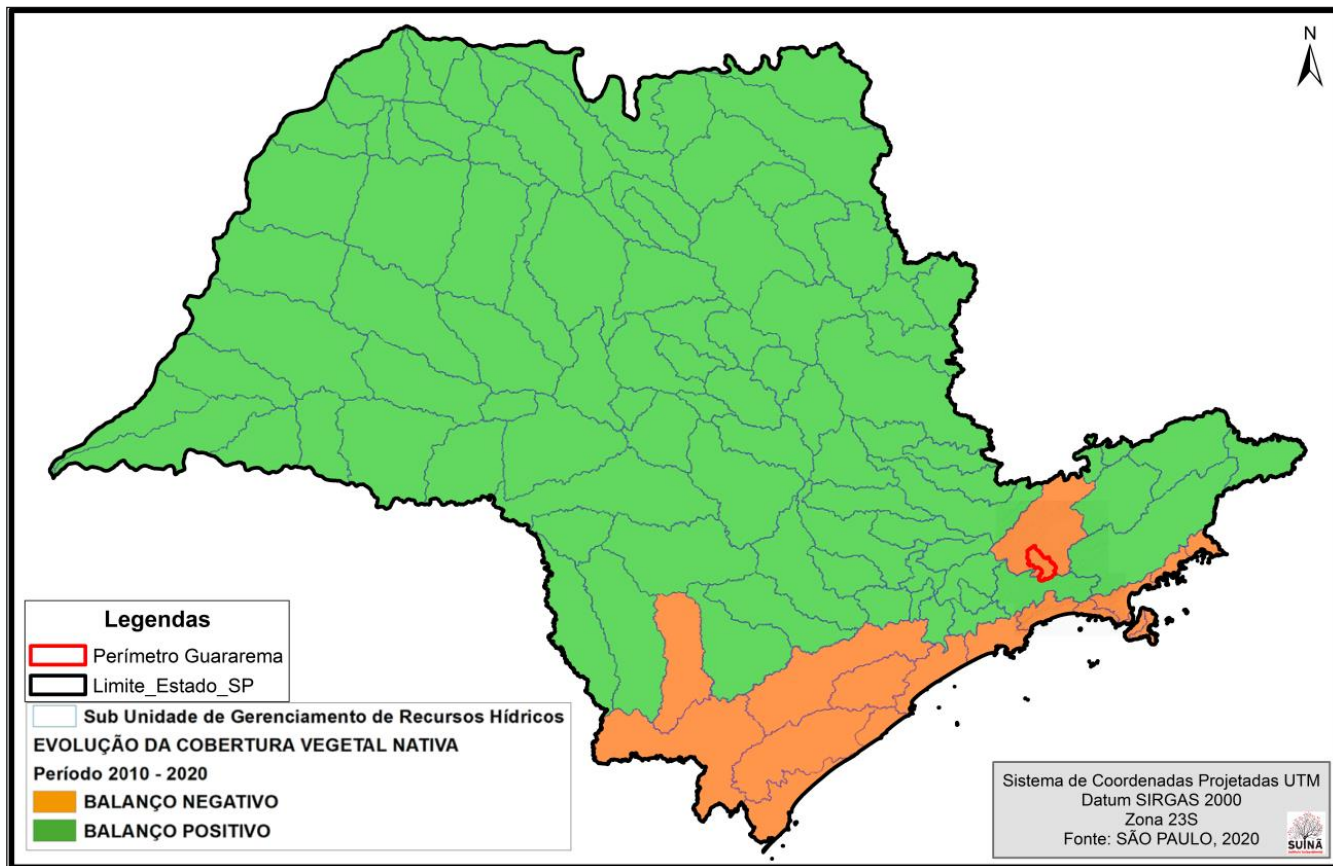 N
Legendas
Perímetro Guararema
Limite_Estado_SP
Sub Unidade de Gerenciamento de Recursos Hídricos
EVOLUÇÃO DA COBERTURA VEGETAL NATIVA
Período 2010 - 2020
BALANÇO NEGATIVO
BALANÇO POSITIVO
Sistema de Coordenadas Projetadas UTM
Datum SIRGAS 2000
Zona 23S
Fonte: SÃO PAULO, 2020
SUINÃ